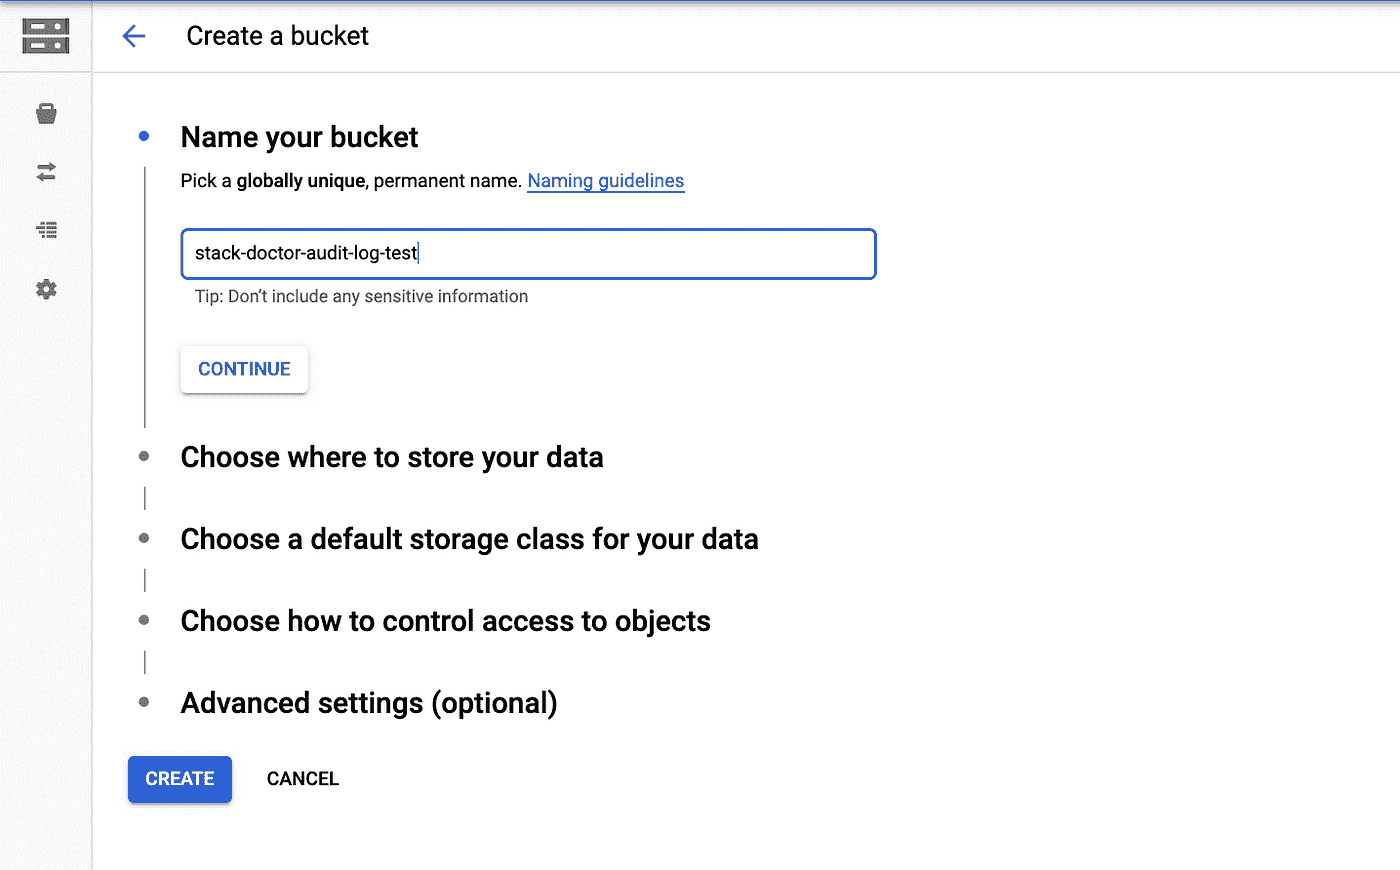 Create a bucket
Name your bucket
Pick a globally unique, permanent name. Naming guidelines
stack-doctor-audit-log-test
Tip: Don't include any sensitive information
CONTINUE
Choose where to store your data
Choose a default storage class for your data
Choose how to control access to objects
Advanced settings (optional)
CREATE CANCEL